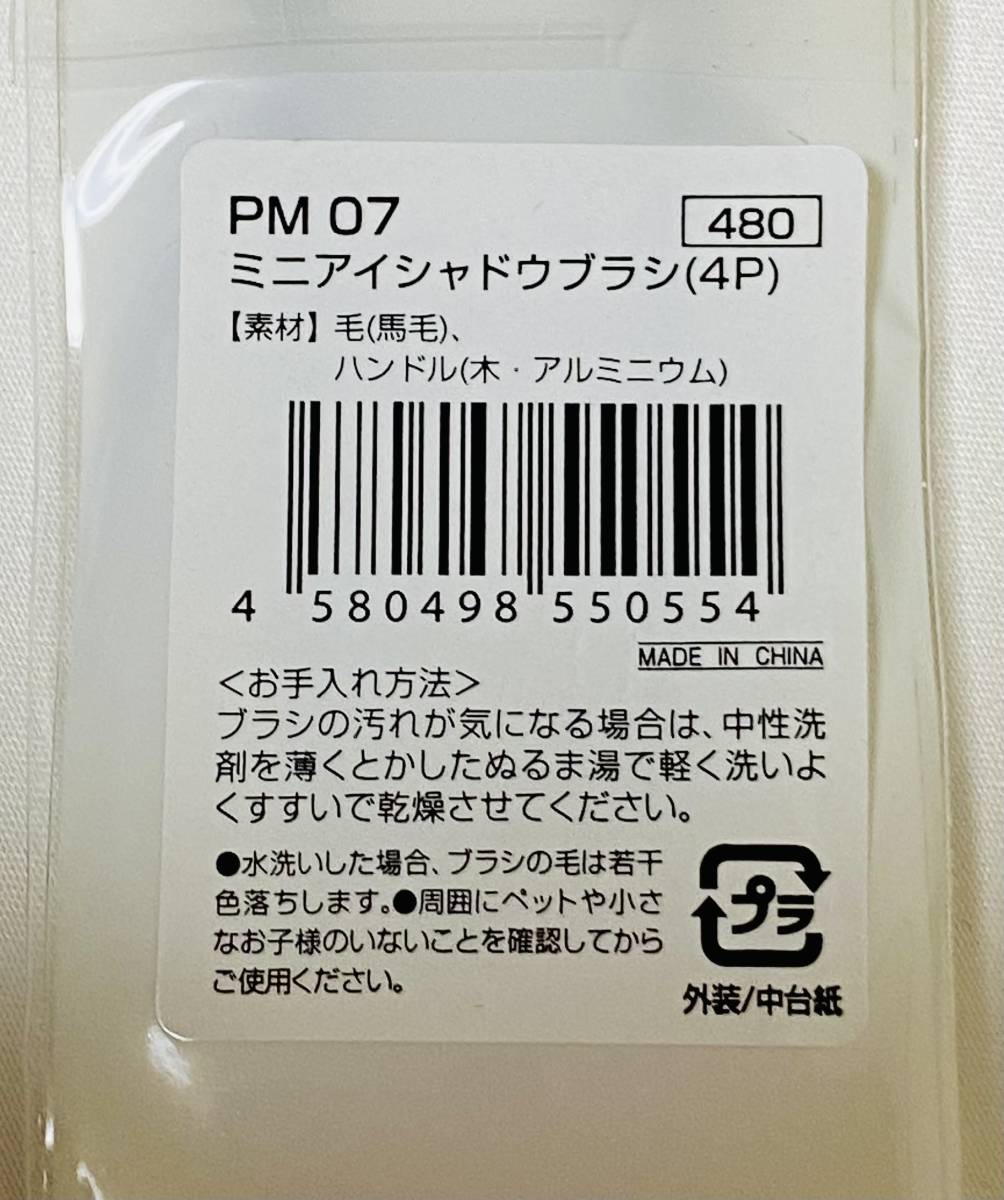 PM 07
480
ミニアイシャドウブラシ(4P)
【素材】毛(馬毛)、
ハンドル(木・アルミニウム)
4 580498 550554
MADE IN CHINA
<お手入れ方法>
ブラシの汚れが気になる場合は、中性洗
剤を薄くとかしたぬるま湯で軽く洗いよ
くすすいで乾燥させてください。
●水洗いした場合、ブラシの毛は若干
色落ちします。●周囲にペットや小さ
なお子様のいないことを確認してから
ご使用ください。
プラ
外装/中台紙